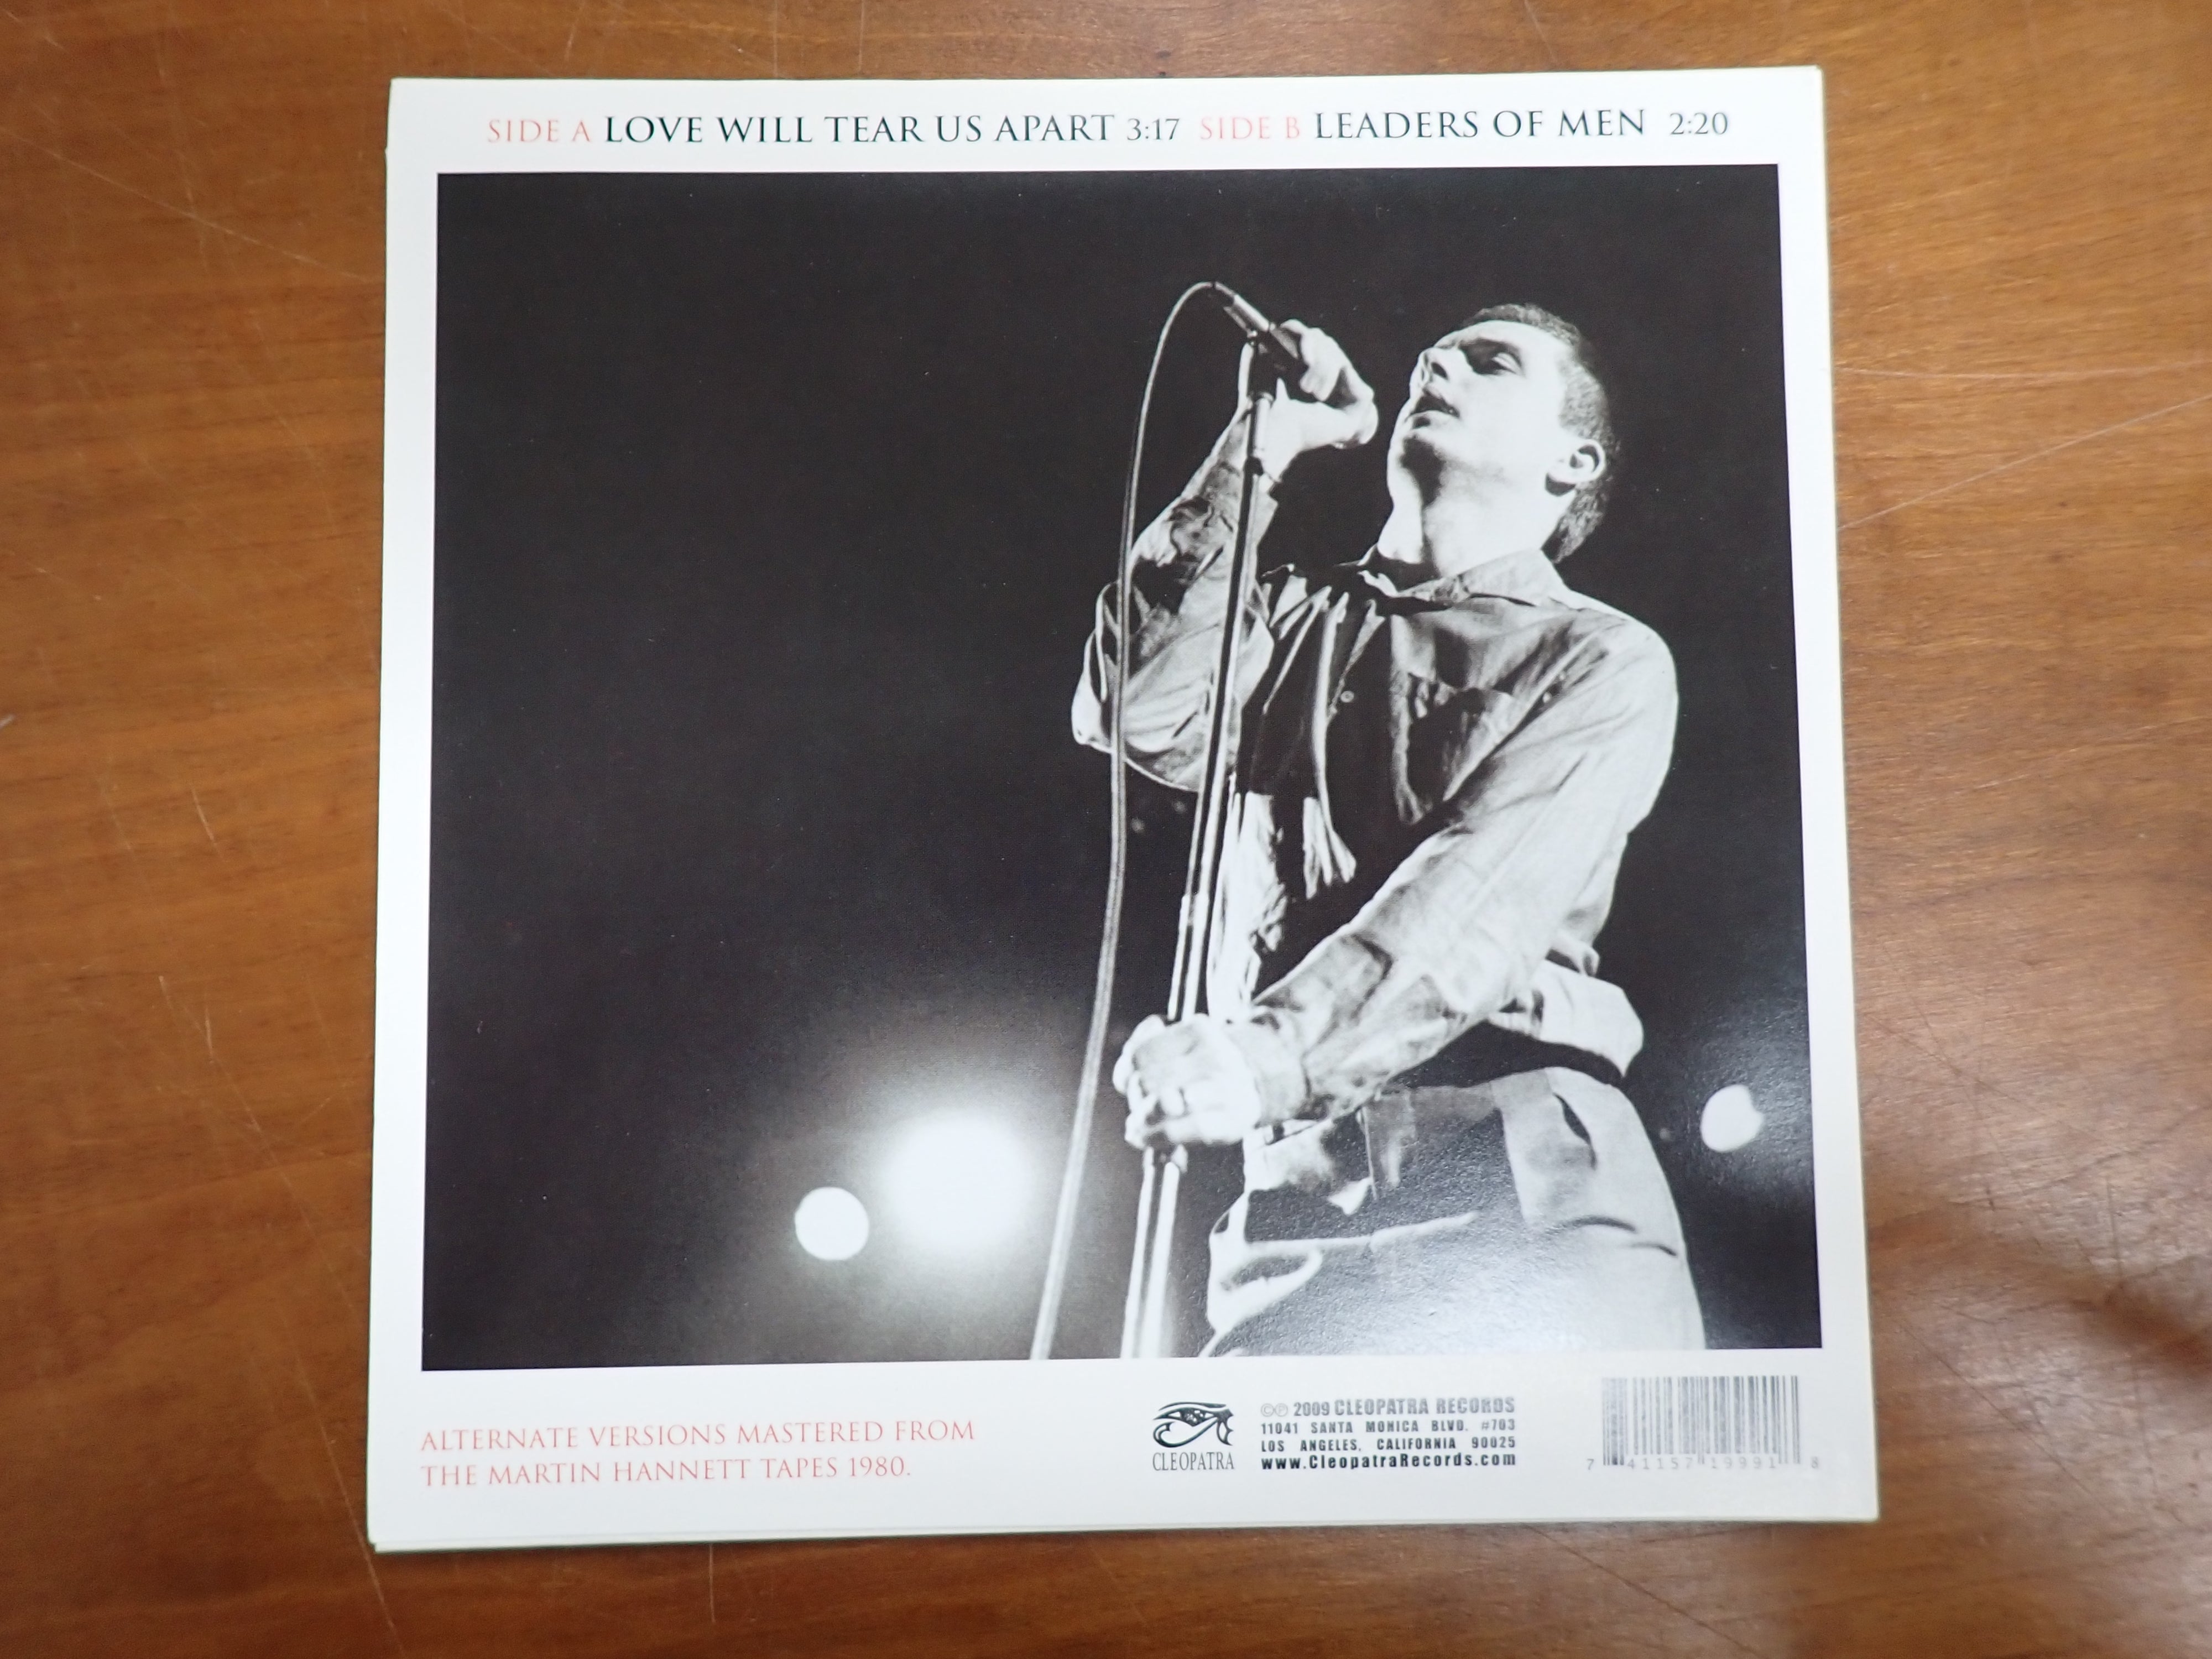 SIDE A LOVE WILL TEAR US APART 3:17 SIDE B LEADERS OF MEN 2:20
ALTERNATE VERSIONS MASTERED FROM
THE MARTIN HANNETT TAPES 1980.
CLEOPATRA
©℗ 2009 CLEOPATRA RECORDS
11041 SANTA MONICA BLVD. #703
LOS ANGELES, CALIFORNIA 90025
www.CleopatraRecords.com
7 41157 19991 8